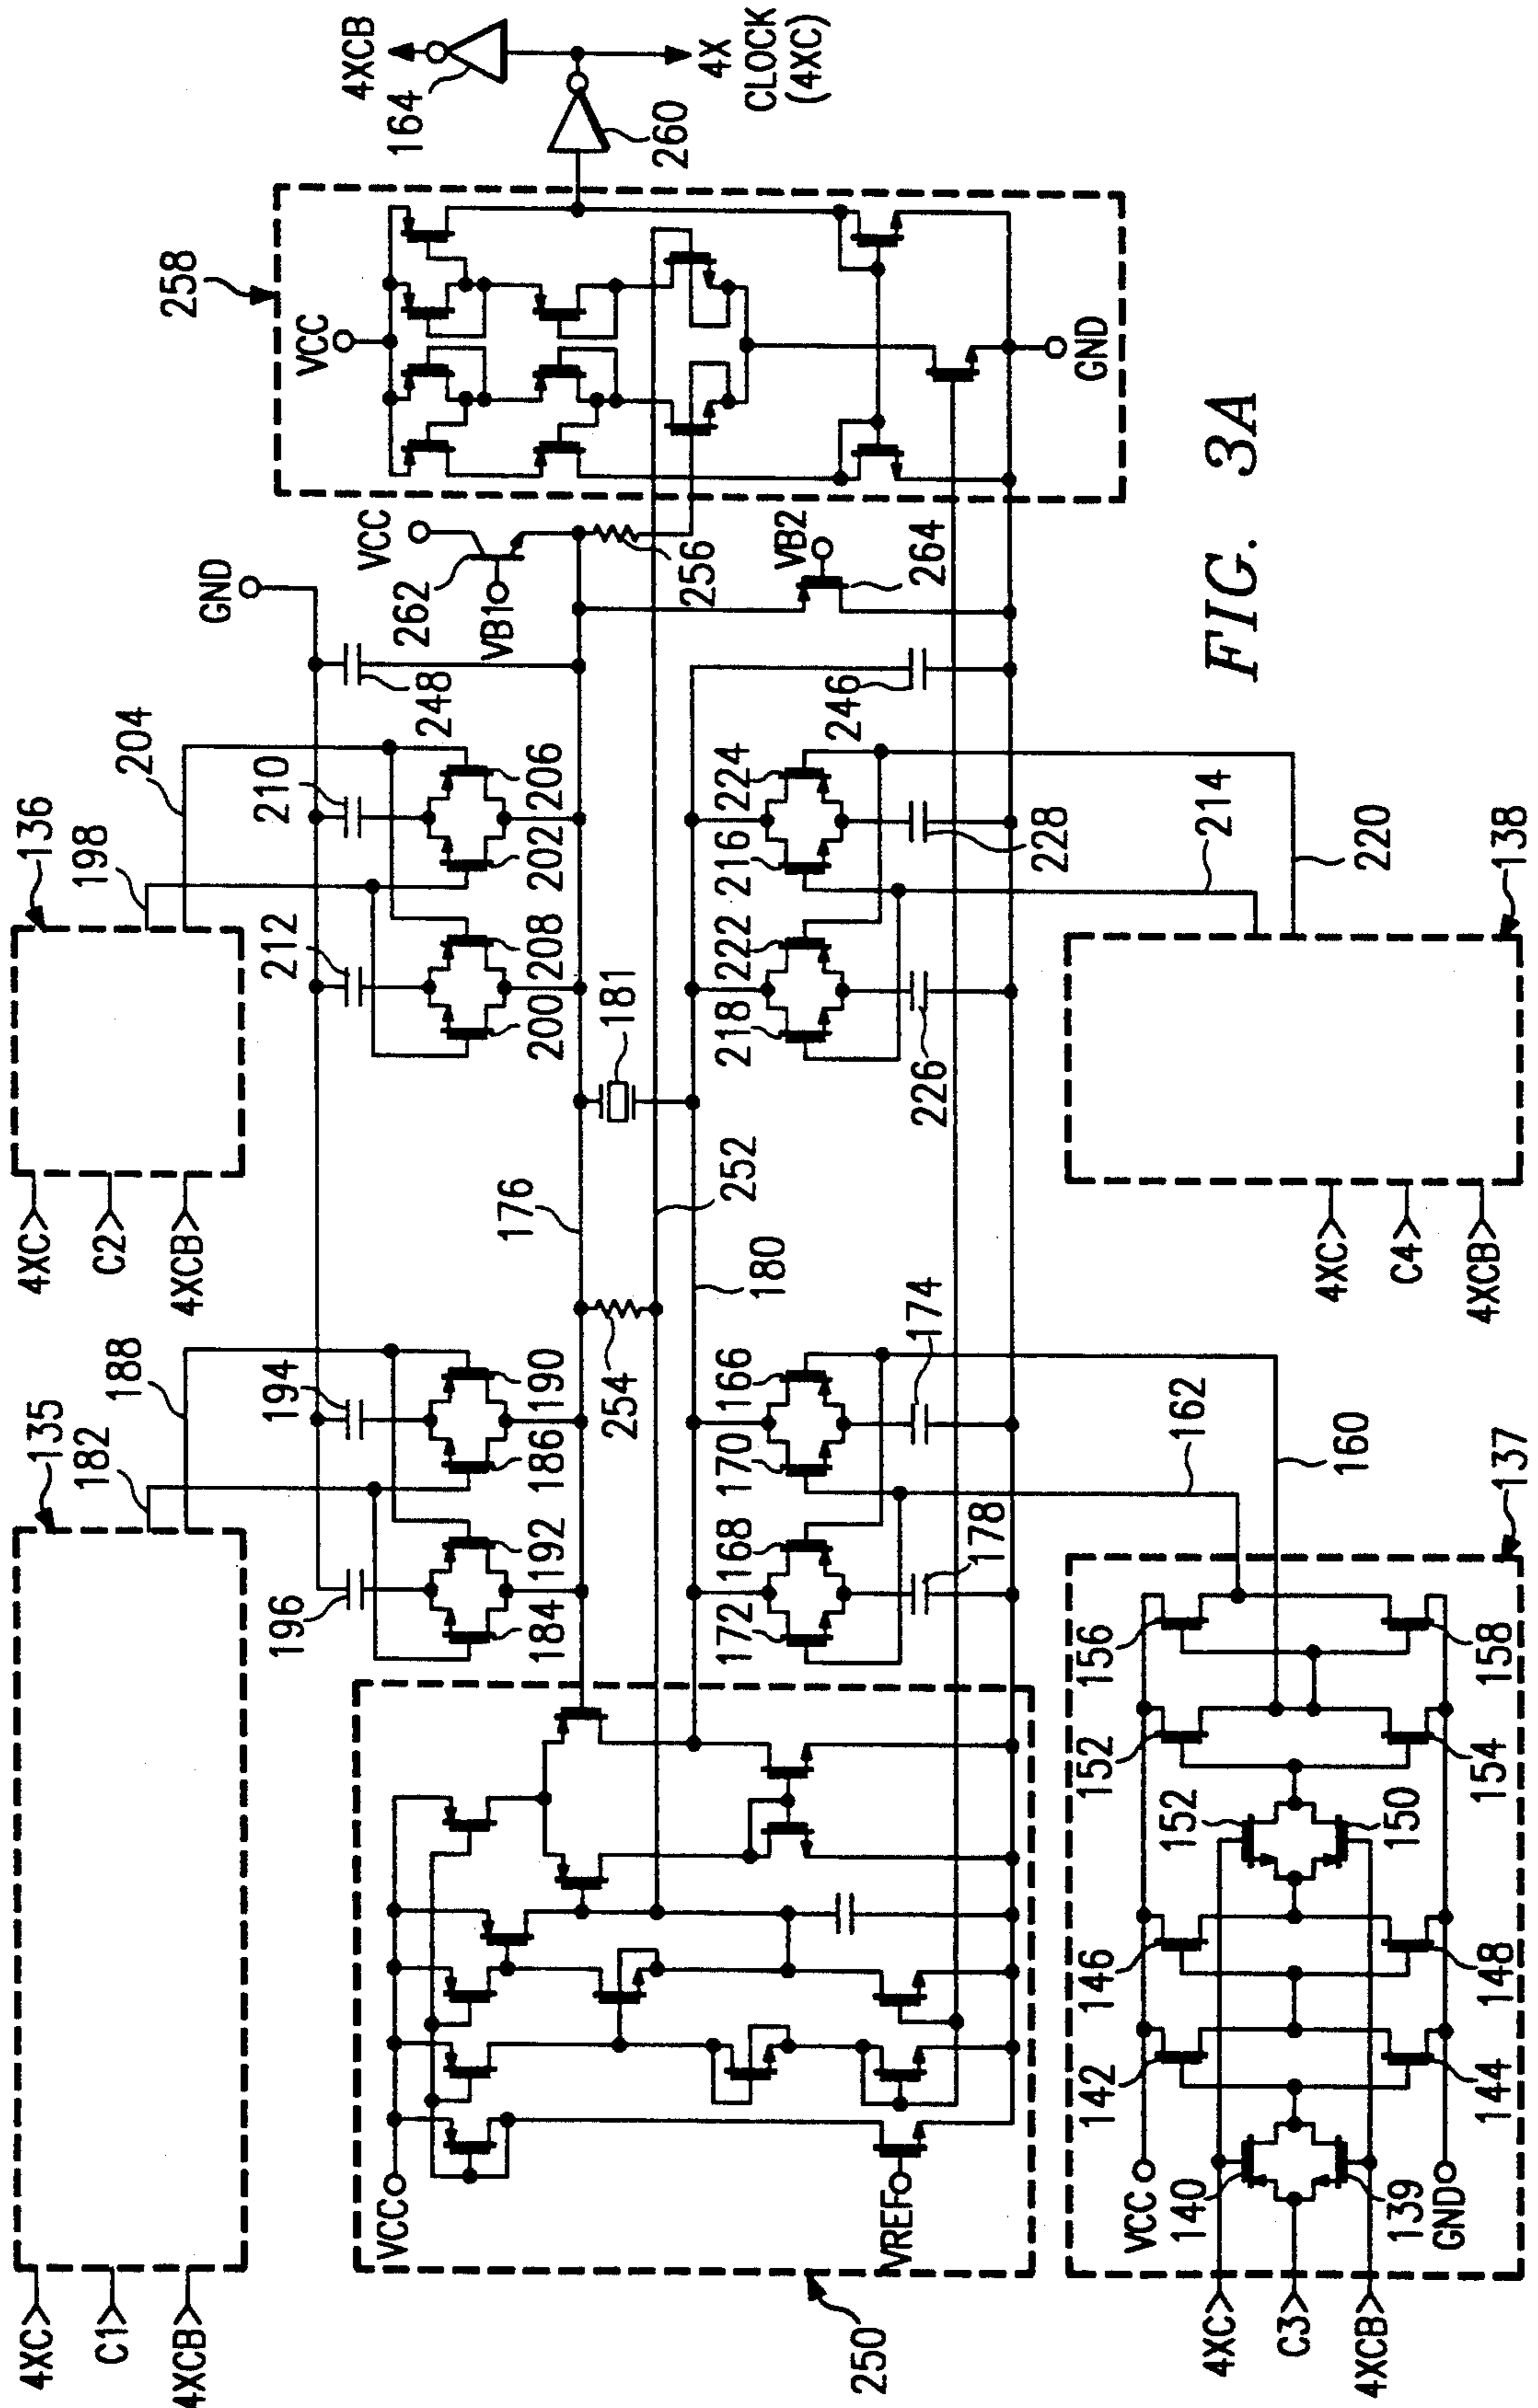 4XC>
C1>
4XCB>
135
182
188
4XC>
C2>
4XCB>
136
198
204
GND
196
194
212
210
248
184
192
186
190
200
208
202
206
VCC
262
VB1
258
VCC
4XCB
164
260
4X
CLOCK
(4XC)
176
181
254
252
256
180
VB2
264
VCC
VREF
250
172
168
170
166
178
174
218
222
216
224
226
228
246
GND
162
160
214
220
4XC>
C3>
4XCB>
VCC
140
139
GND
142
144
146
148
152
150
152
154
156
158
137
4XC>
C4>
4XCB>
138
FIG. 3A